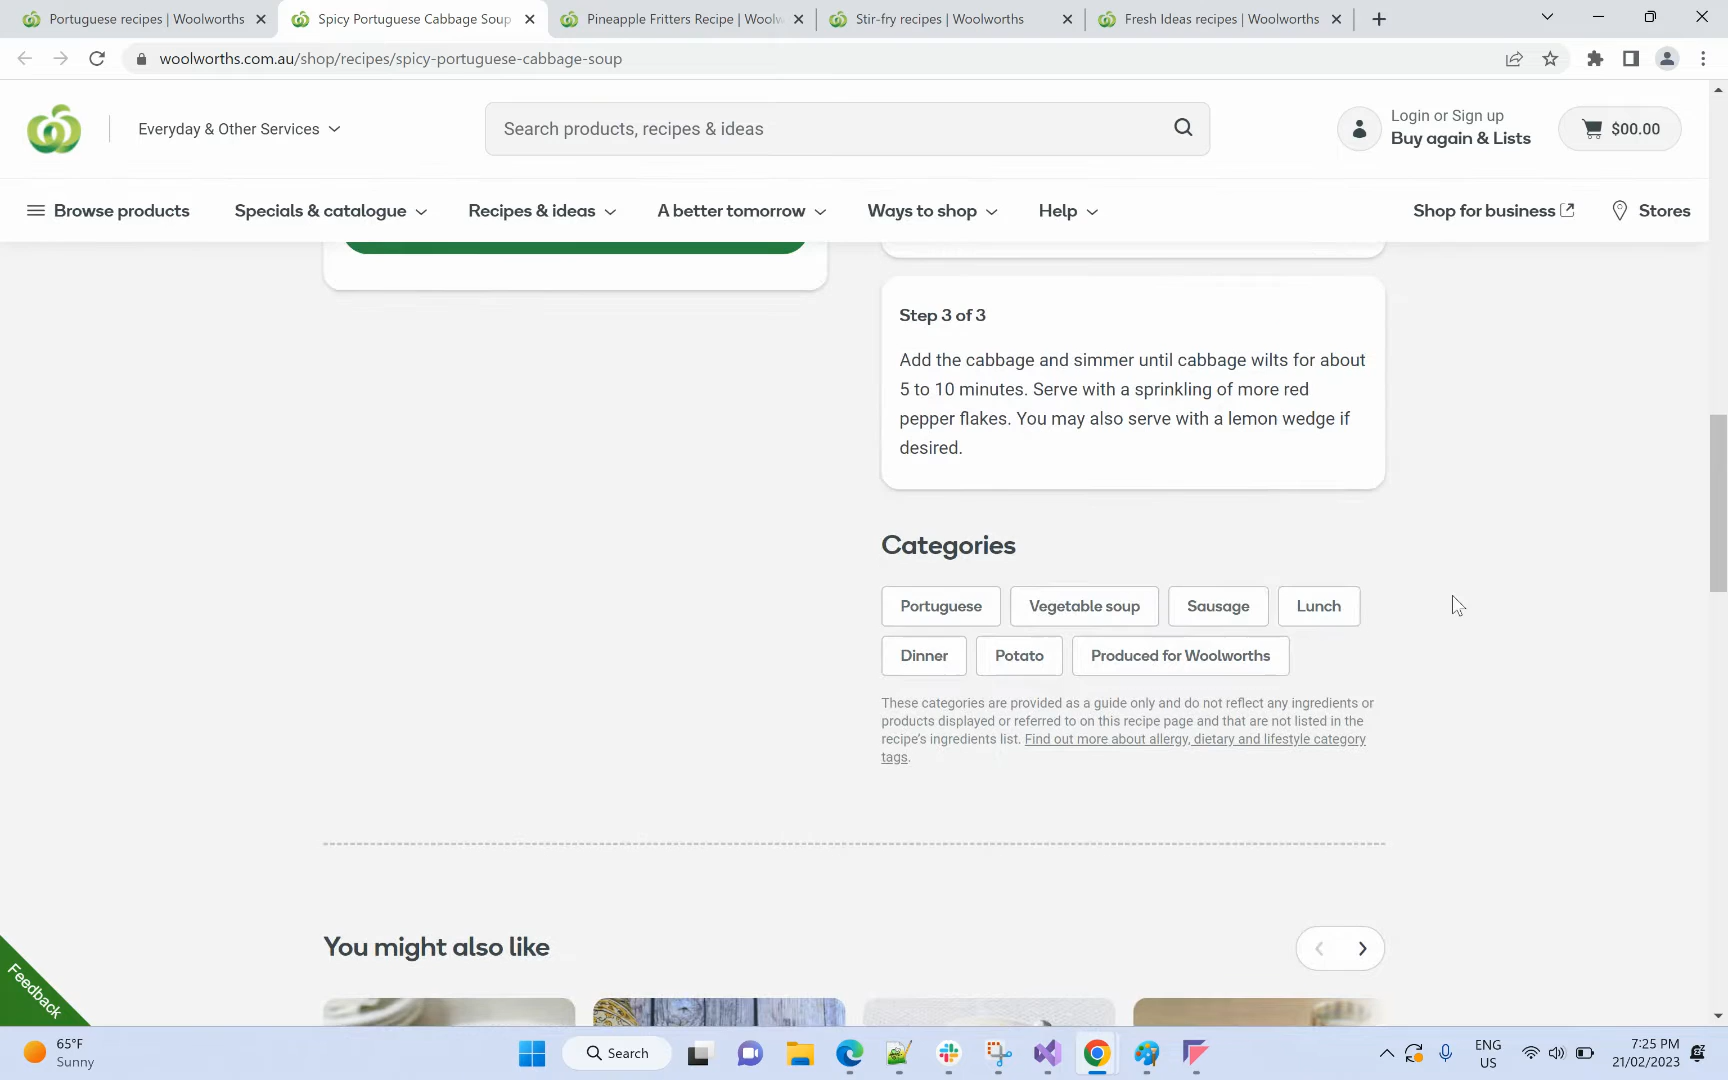 Portuguese recipes | Woolworths
Spicy Portuguese Cabbage Soup
Pineapple Fritters Recipe | Woolw
Stir-fry recipes | Woolworths
Fresh Ideas recipes | Woolworths
woolworths.com.au/shop/recipes/spicy-portuguese-cabbage-soup
Everyday & Other Services
Search products, recipes & ideas
Login or Sign up
Buy again & Lists
$00.00
Browse products
Specials & catalogue
Recipes & ideas
A better tomorrow
Ways to shop
Help
Shop for business
Stores
Step 3 of 3
Add the cabbage and simmer until cabbage wilts for about
5 to 10 minutes. Serve with a sprinkling of more red
pepper flakes. You may also serve with a lemon wedge if
desired.
Categories
Portuguese
Vegetable soup
Sausage
Lunch
Dinner
Potato
Produced for Woolworths
These categories are provided as a guide only and do not reflect any ingredients or
products displayed or referred to on this recipe page and that are not listed in the
recipe's ingredients list. Find out more about allergy, dietary and lifestyle category
tags.
You might also like
Feedback
65°F
Sunny
Search
ENG
US
7:25 PM
21/02/2023